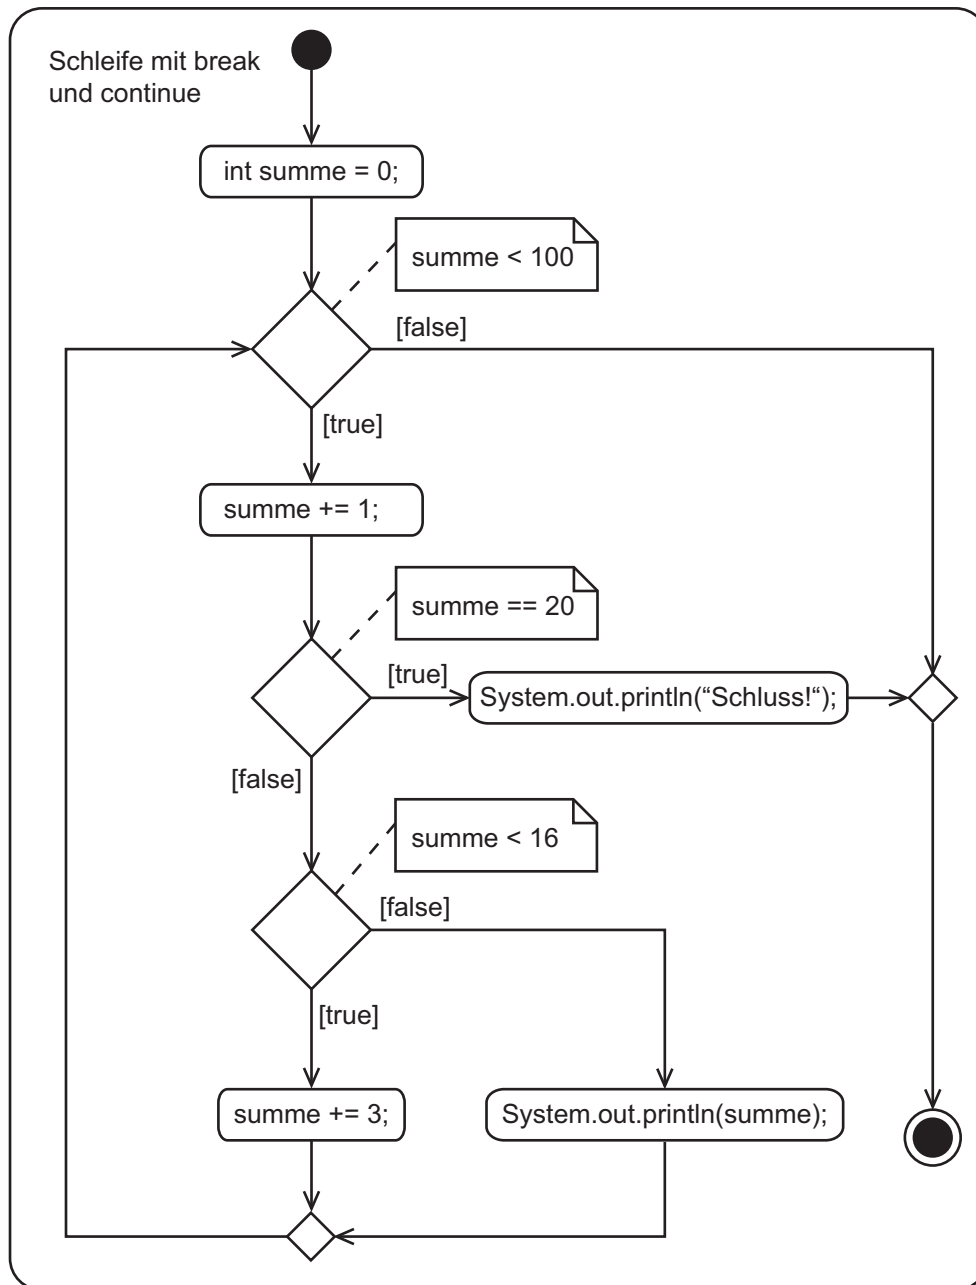 Schleife mit break
und continue
int summe = 0;
summe < 100
[false]
[true]
summe += 1;
summe == 20
[true]
System.out.println(“Schluss!“);
[false]
summe < 16
[false]
[true]
summe += 3;
System.out.println(summe);